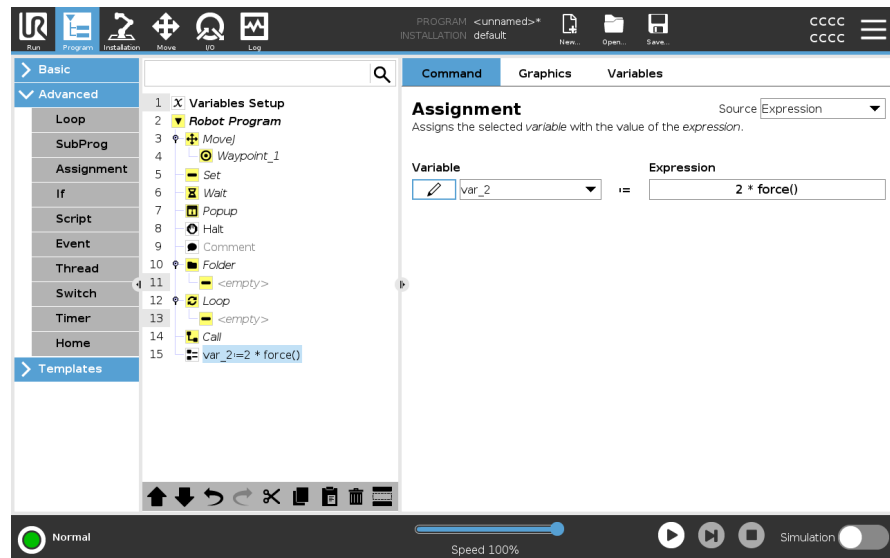 PROGRAM <unnamed>*
INSTALLATION default
CCCC
CCCC
UR
Run
Program
Installation
Move
I/O
Log
New...
Open...
Save...
Basic
Advanced
Loop
SubProg
Assignment
If
Script
Event
Thread
Switch
Timer
Home
Templates
1 X Variables Setup
2 Robot Program
3 MoveJ
4 Waypoint_1
5 Set
6 Wait
7 Popup
8 Halt
9 Comment
10 Folder
11 <empty>
12 Loop
13 <empty>
14 Call
15 var_2:=2 * force()
Command Graphics Variables
Assignment
Source Expression
Assigns the selected variable with the value of the expression.
Variable Expression
var_2 := 2 * force()
Normal
Speed 100%
Simulation